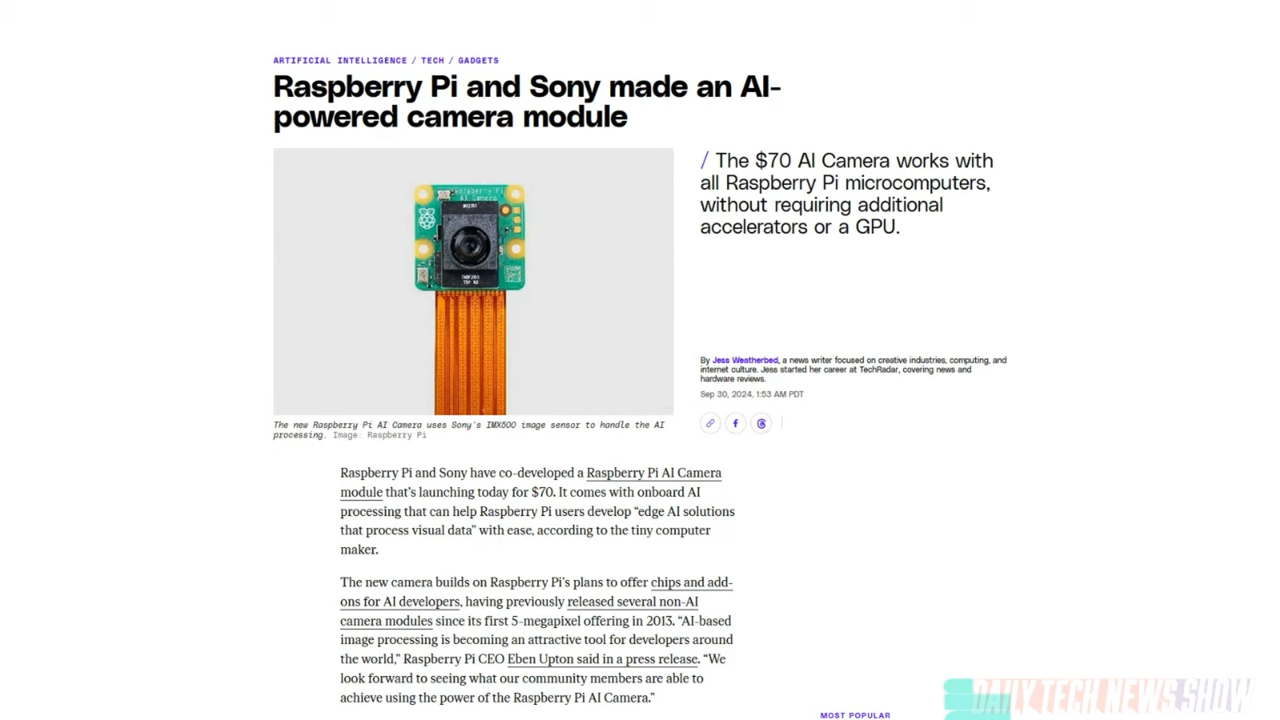 ARTIFICIAL INTELLIGENCE / TECH / GADGETS
Raspberry Pi and Sony made an AI-
powered camera module
/ The $70 AI Camera works with
all Raspberry Pi microcomputers,
without requiring additional
accelerators or a GPU.
Raspberry Pi
AI Camera
By Jess Weatherbed, a news writer focused on creative industries, computing, and
internet culture. Jess started her career at TechRadar, covering news and
hardware reviews.
Sep 30, 2024, 1:53 AM PDT
The new Raspberry Pi AI Camera uses Sony's IMX500 image sensor to handle the AI
processing. Image: Raspberry Pi
Raspberry Pi and Sony have co-developed a Raspberry Pi AI Camera
module that's launching today for $70. It comes with onboard AI
processing that can help Raspberry Pi users develop “edge AI solutions
that process visual data” with ease, according to the tiny computer
maker.
The new camera builds on Raspberry Pi's plans to offer chips and add-
ons for AI developers, having previously released several non-AI
camera modules since its first 5-megapixel offering in 2013. “AI-based
image processing is becoming an attractive tool for developers around
the world,” Raspberry Pi CEO Eben Upton said in a press release. “We
look forward to seeing what our community members are able to
achieve using the power of the Raspberry Pi AI Camera.”
MOST POPULAR
DAILY TECH NEWS SHOW